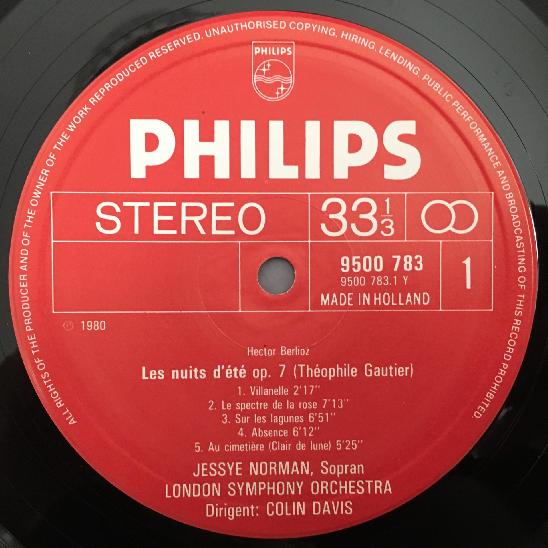 ALL RIGHTS OF THE PRODUCER AND OF THE OWNER OF THE WORK REPRODUCED RESERVED. UNAUTHORISED COPYING, HIRING, LENDING, PUBLIC PERFORMANCE AND BROADCASTING OF THIS RECORD PROHIBITED.
PHILIPS
PHILIPS
STEREO 33 1/3
9500 783 1
9500 783.1 Y
MADE IN HOLLAND
℗ 1980
Hector Berlioz
Les nuits d'été op. 7 (Théophile Gautier)
1. Villanelle 2'17"
2. Le spectre de la rose 7'13"
3. Sur les lagunes 6'51"
4. Absence 6'12"
5. Au cimetière (Clair de lune) 5'25"
JESSYE NORMAN, Sopran
LONDON SYMPHONY ORCHESTRA
Dirigent: COLIN DAVIS